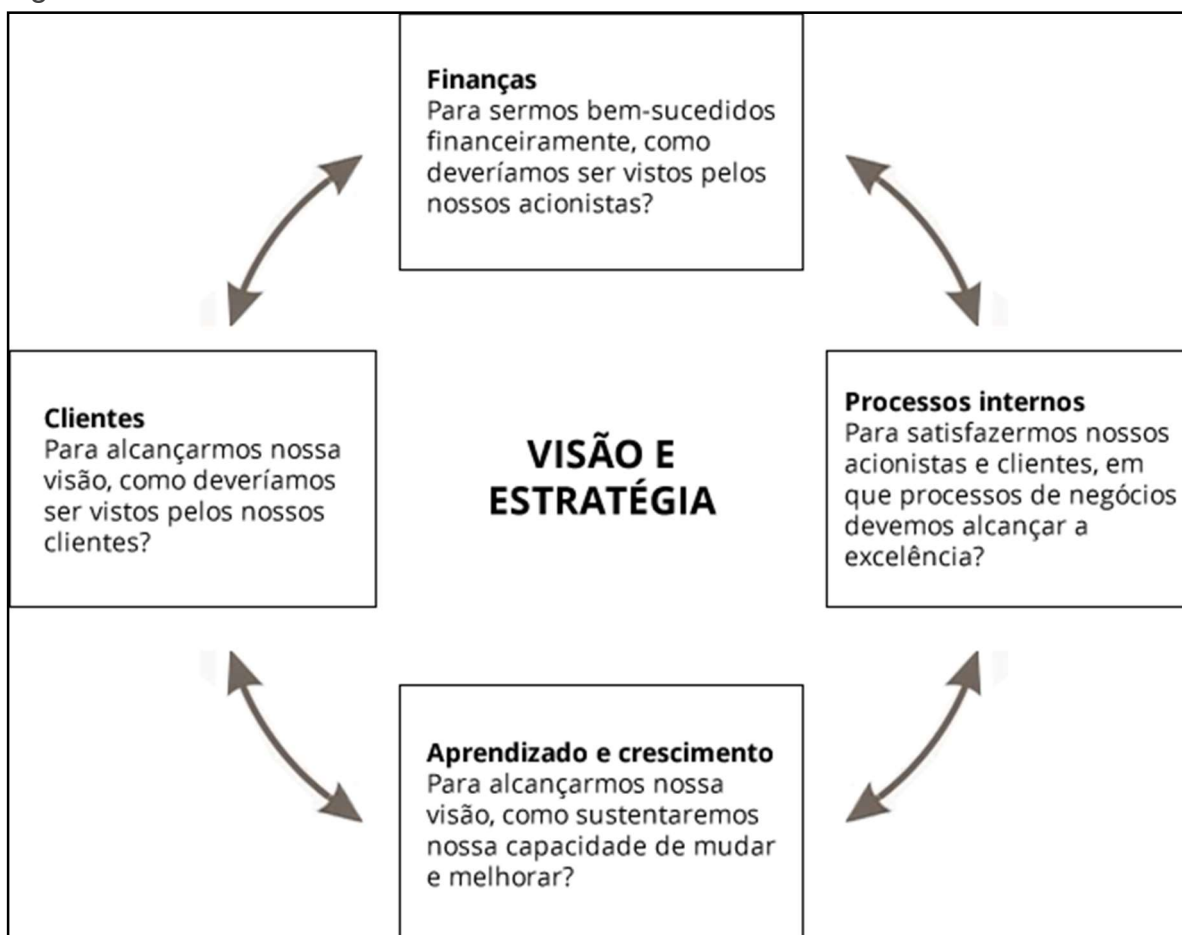 Finanças
Para sermos bem-sucedidos
financeiramente, como
deveríamos ser vistos pelos
nossos acionistas?
Clientes
Para alcançarmos nossa
visão, como deveríamos
ser vistos pelos nossos
clientes?
VISÃO E
ESTRATÉGIA
Processos internos
Para satisfazermos nossos
acionistas e clientes, em
que processos de negócios
devemos alcançar a
excelência?
Aprendizado e crescimento
Para alcançarmos nossa
visão, como sustentaremos
nossa capacidade de mudar
e melhorar?